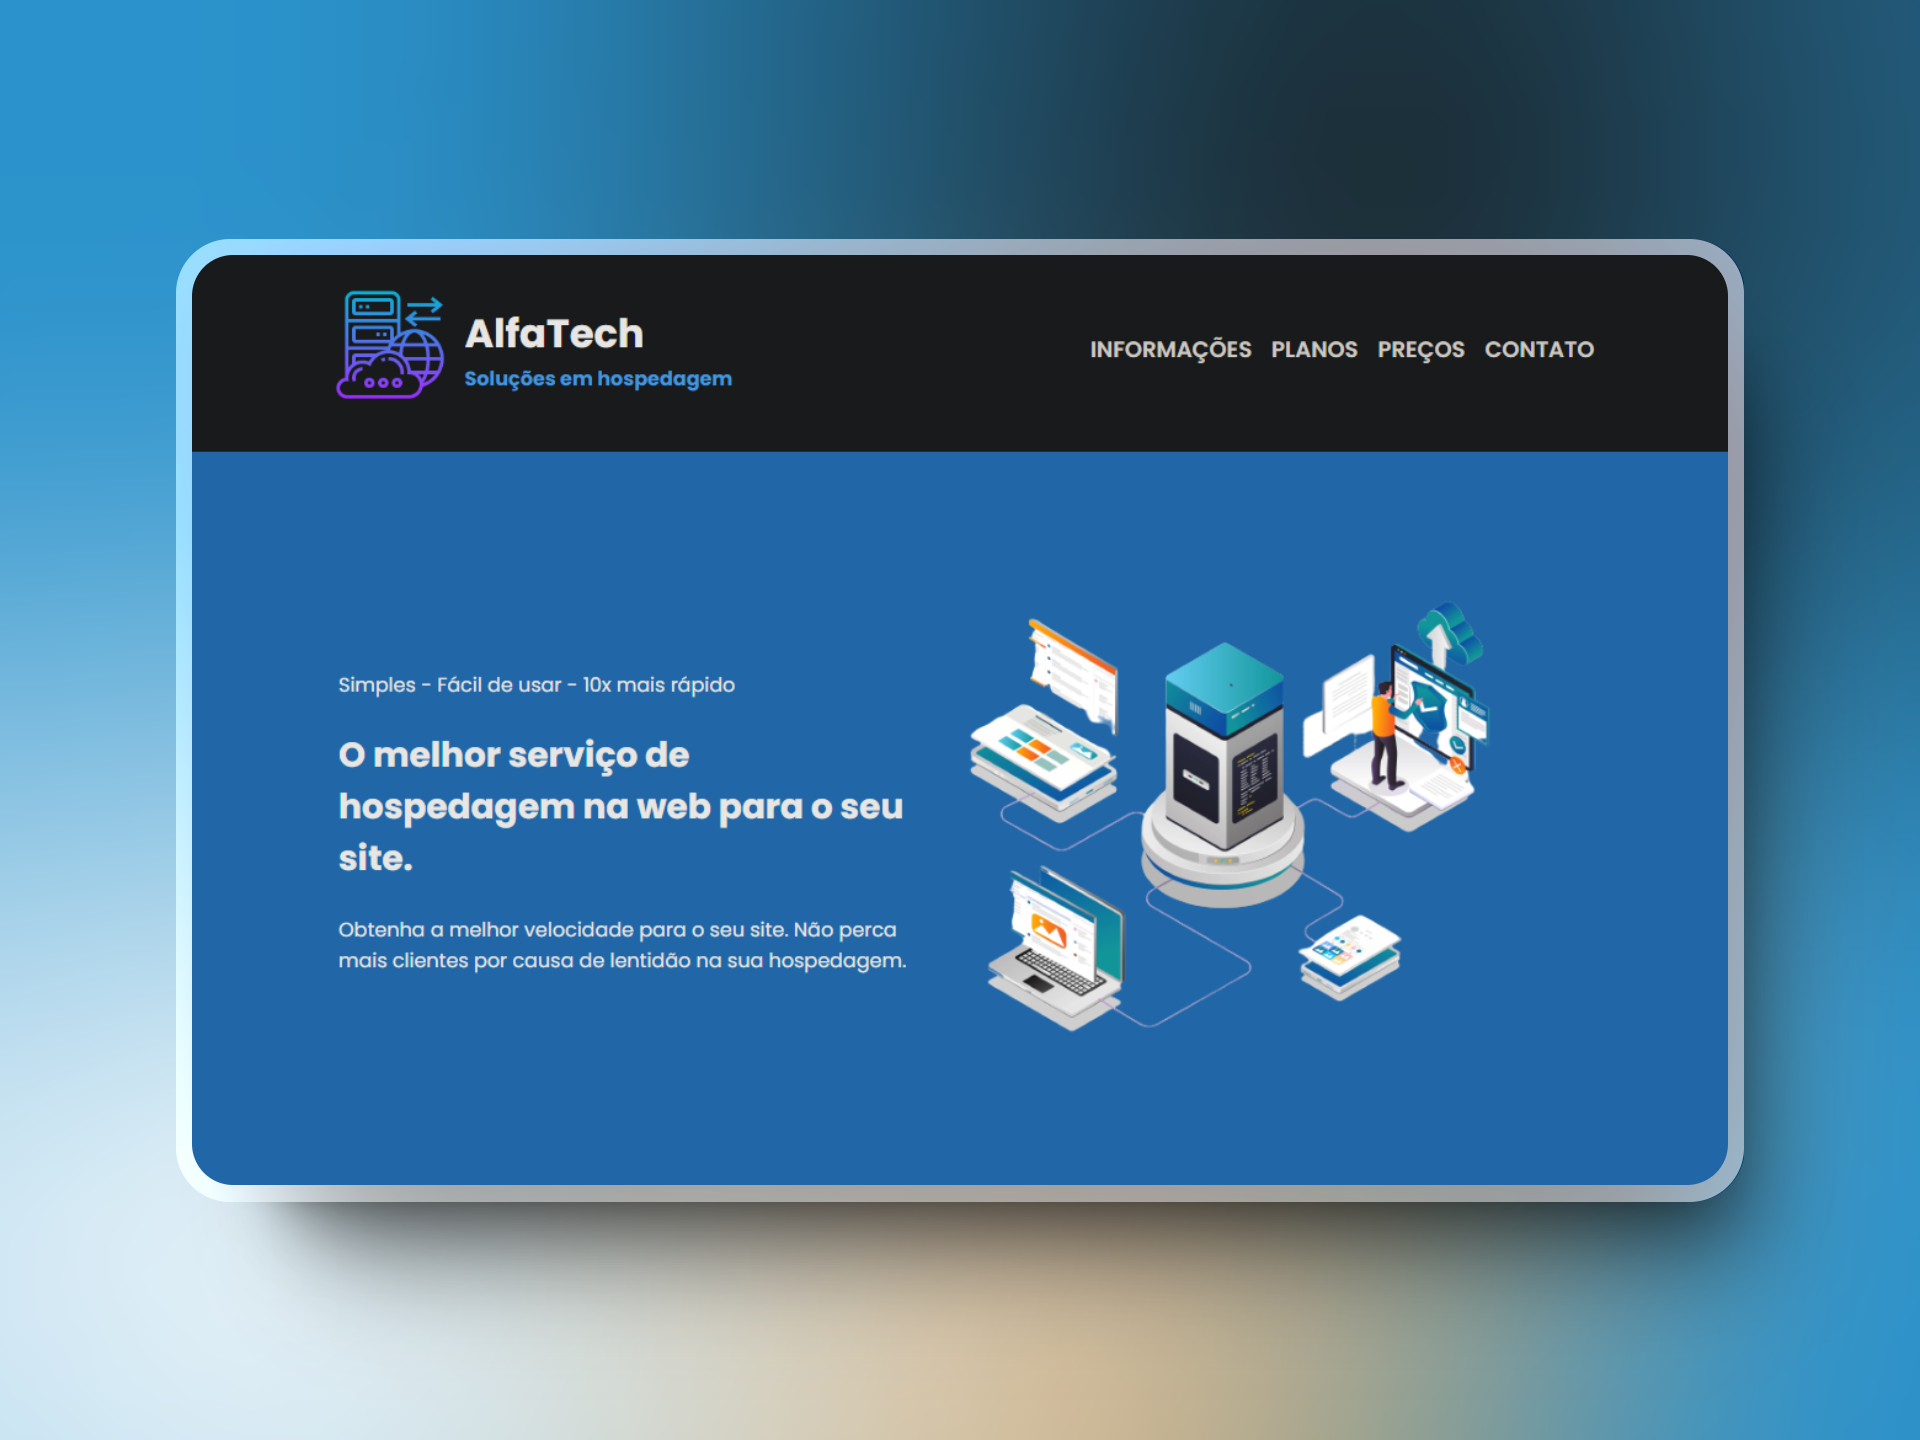 AlfaTech
Soluções em hospedagem
INFORMAÇÕES PLANOS PREÇOS CONTATO
Simples - Fácil de usar - 10x mais rápido
O melhor serviço de
hospedagem na web para o seu
site.
Obtenha a melhor velocidade para o seu site. Não perca
mais clientes por causa de lentidão na sua hospedagem.